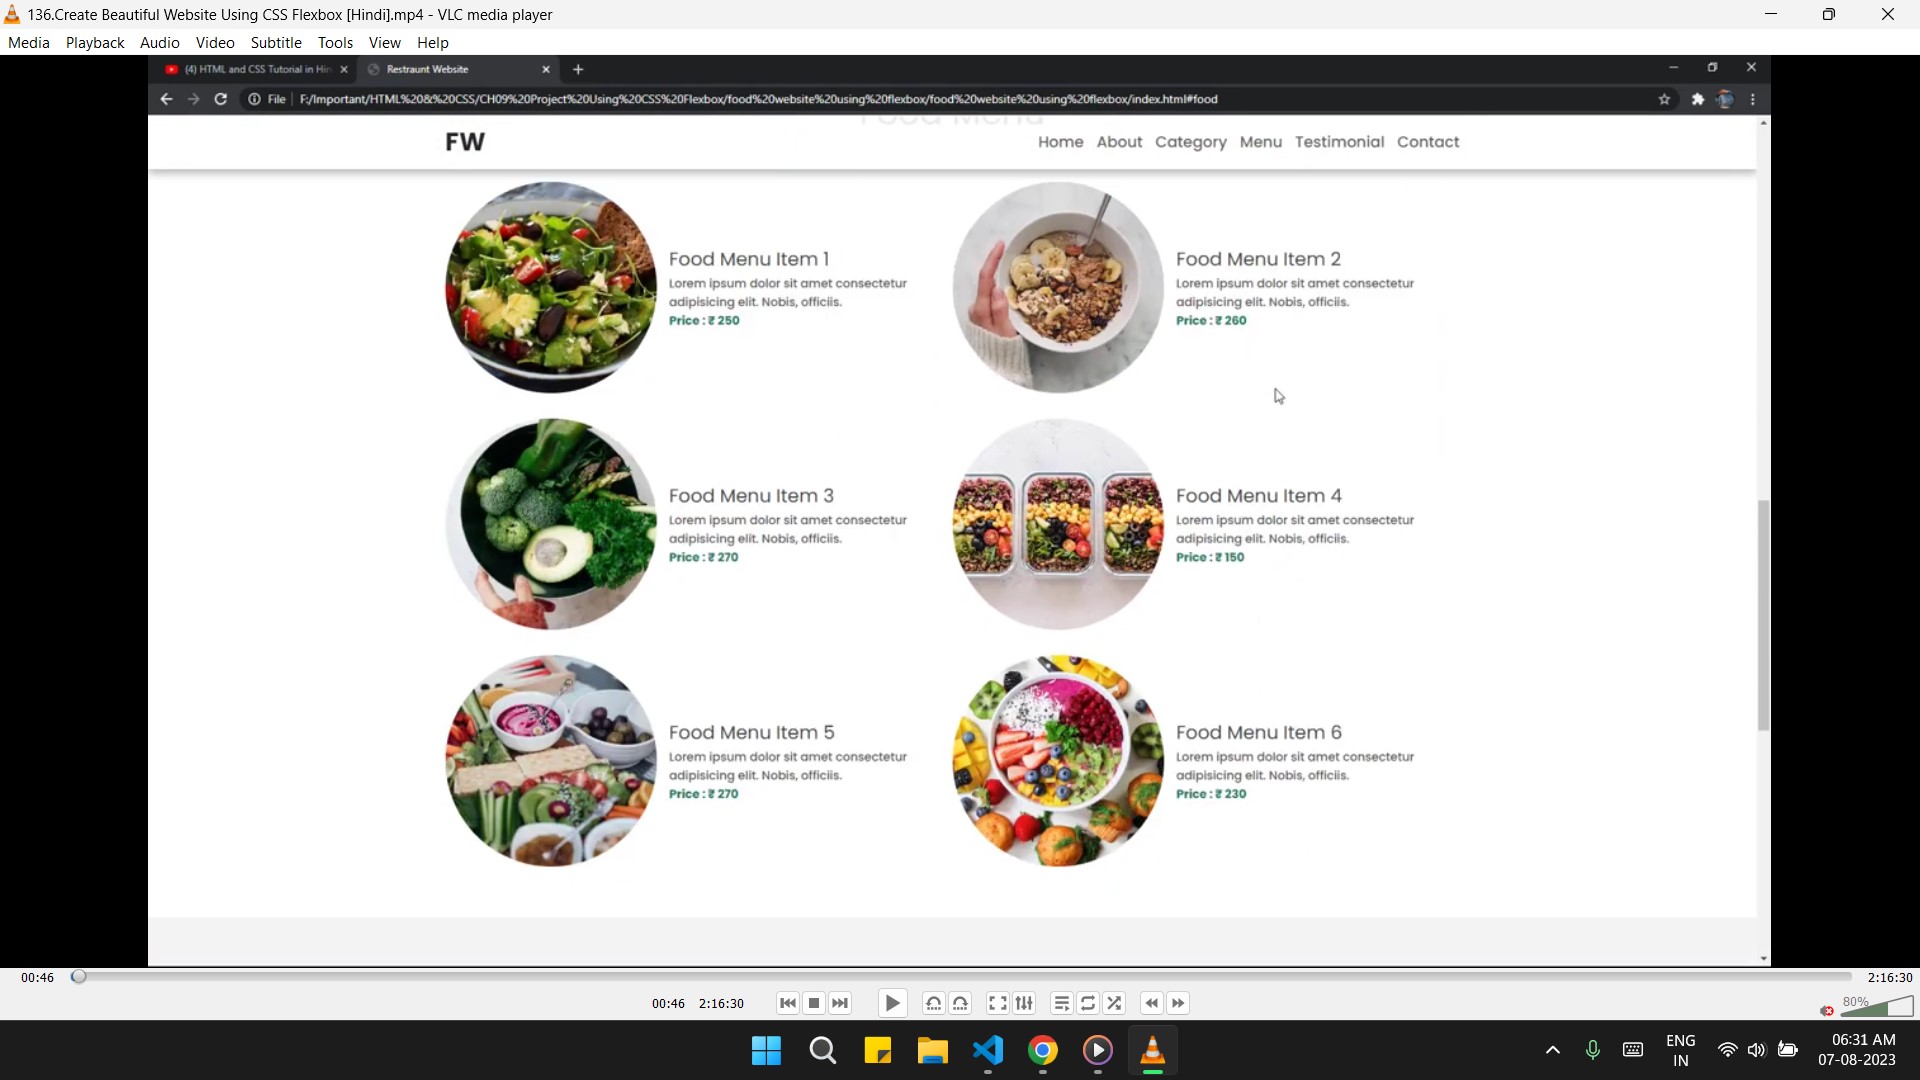 136.Create Beautiful Website Using CSS Flexbox [Hindi].mp4 - VLC media player
Media Playback Audio Video Subtitle Tools View Help
(4) HTML and CSS Tutorial in Hin
Restraunt Website
File F:/Important/HTML%20&%20CSS/CH09%20Project%20Using%20CSS%20Flexbox/food%20website%20using%20flexbox/food%20website%20using%20flexbox/index.html#food
Food Menu
FW Home About Category Menu Testimonial Contact
Food Menu Item 1
Lorem ipsum dolor sit amet consectetur
adipisicing elit. Nobis, officiis.
Price : ₹ 250
Food Menu Item 2
Lorem ipsum dolor sit amet consectetur
adipisicing elit. Nobis, officiis.
Price : ₹ 260
Food Menu Item 3
Lorem ipsum dolor sit amet consectetur
adipisicing elit. Nobis, officiis.
Price : ₹ 270
Food Menu Item 4
Lorem ipsum dolor sit amet consectetur
adipisicing elit. Nobis, officiis.
Price : ₹ 150
Food Menu Item 5
Lorem ipsum dolor sit amet consectetur
adipisicing elit. Nobis, officiis.
Price : ₹ 270
Food Menu Item 6
Lorem ipsum dolor sit amet consectetur
adipisicing elit. Nobis, officiis.
Price : ₹ 230
00:46 2:16:30
00:46 2:16:30
80%
ENG
IN
06:31 AM
07-08-2023